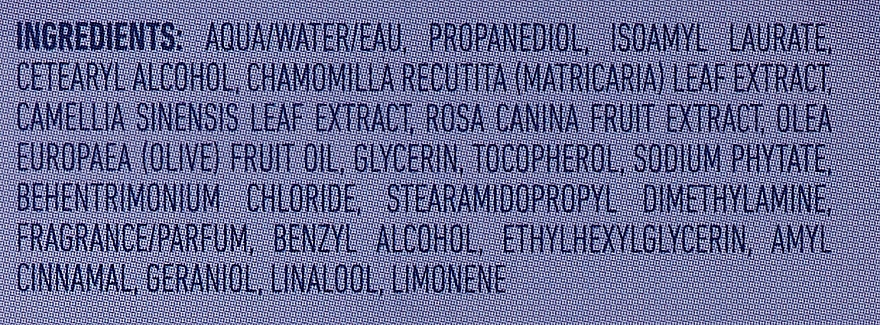 INGREDIENTS: AQUA/WATER/EAU, PROPANEDIOL, ISOAMYL LAURATE,
CETEARYL ALCOHOL, CHAMOMILLA RECUTITA (MATRICARIA) LEAF EXTRACT,
CAMELLIA SINENSIS LEAF EXTRACT, ROSA CANINA FRUIT EXTRACT, OLEA
EUROPAEA (OLIVE) FRUIT OIL, GLYCERIN, TOCOPHEROL, SODIUM PHYTATE,
BEHENTRIMONIUM CHLORIDE, STEARAMIDOPROPYL DIMETHYLAMINE,
FRAGRANCE/PARFUM, BENZYL ALCOHOL, ETHYLHEXYLGLYCERIN, AMYL
CINNAMAL, GERANIOL, LINALOOL, LIMONENE